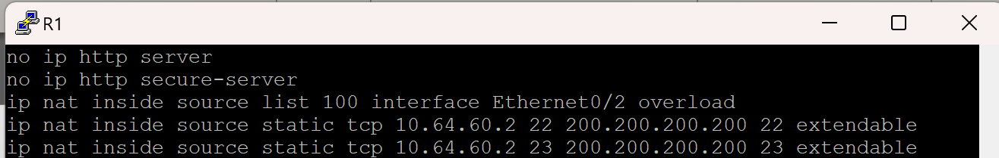 R1
no ip http server
no ip http secure-server
ip nat inside source list 100 interface Ethernet0/2 overload
ip nat inside source static tcp 10.64.60.2 22 200.200.200.200 22 extendable
ip nat inside source static tcp 10.64.60.2 23 200.200.200.200 23 extendable